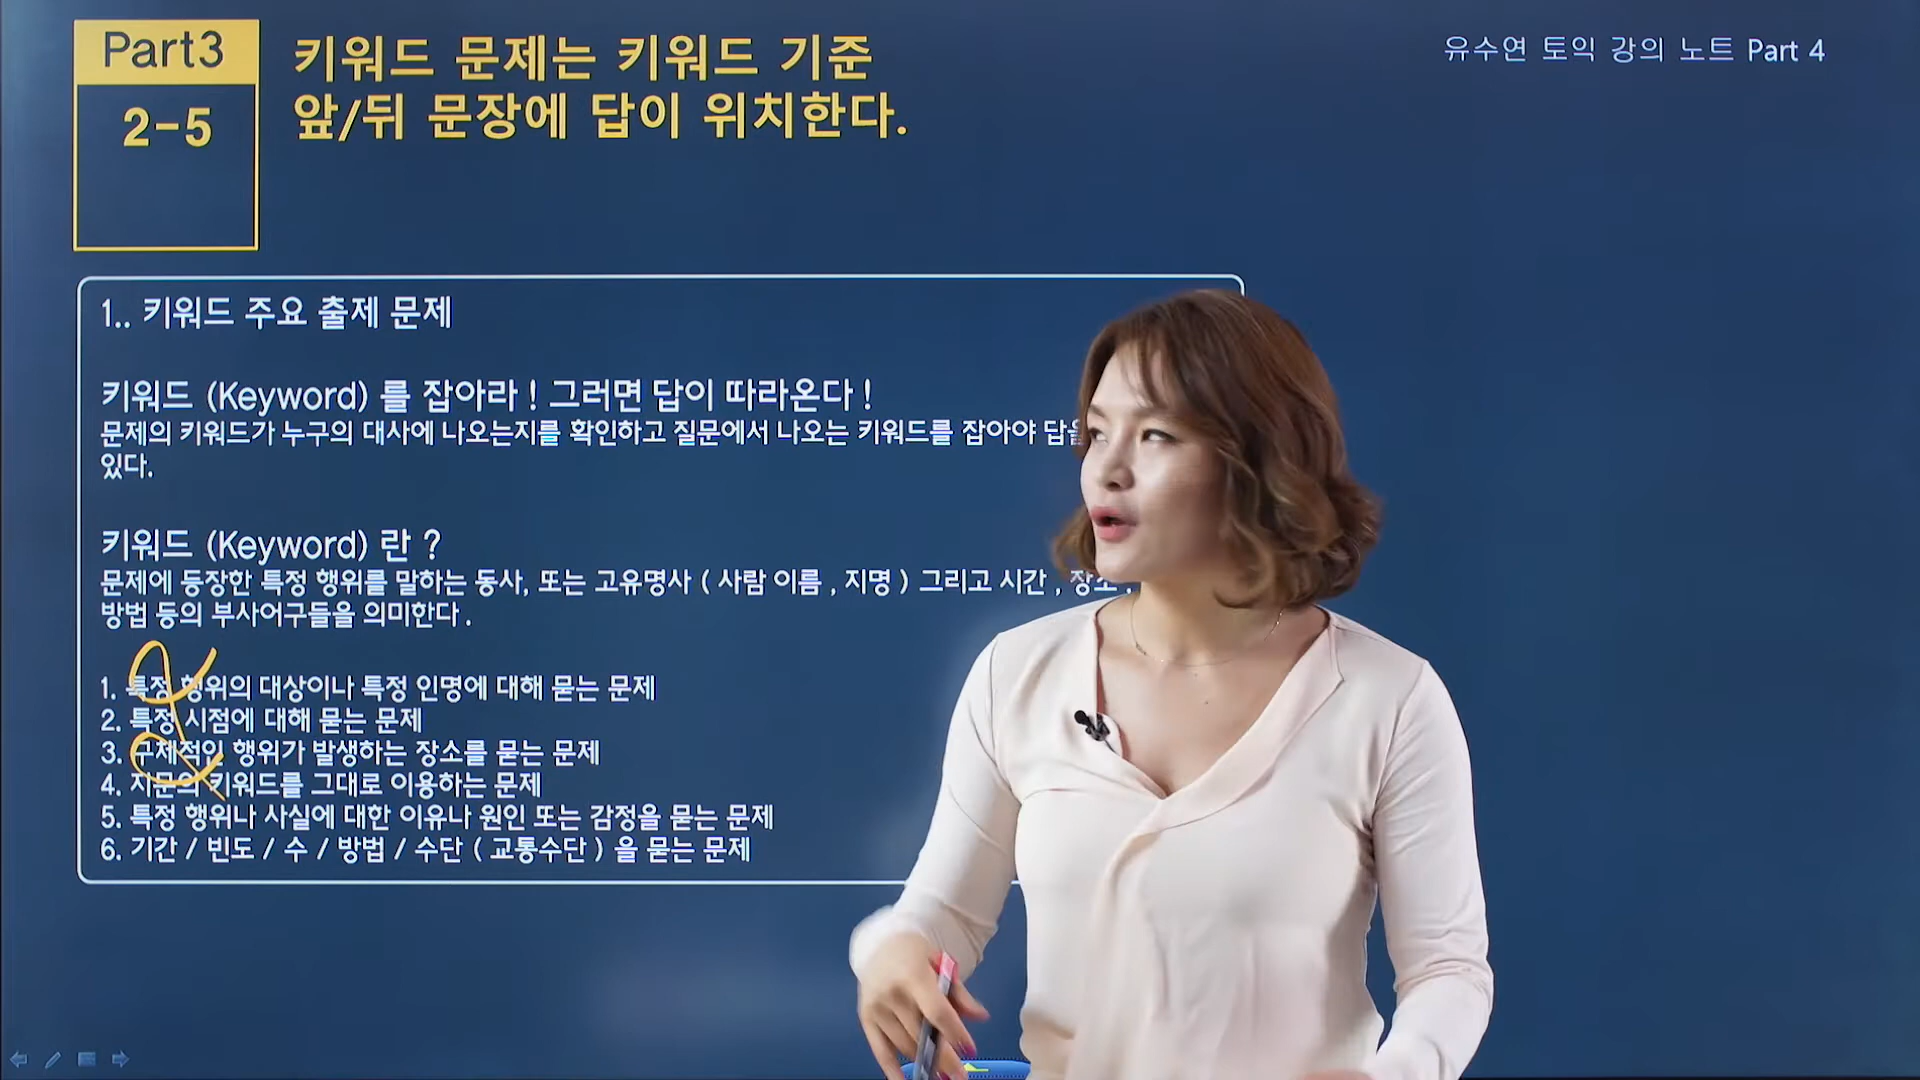 Part3
2-5
키워드 문제는 키워드 기준
앞/뒤 문장에 답이 위치한다.
유수연 토익 강의 노트 Part 4
1.. 키워드 주요 출제 문제
키워드 (Keyword) 를 잡아라 ! 그러면 답이 따라온다 !
문제의 키워드가 누구의 대사에 나오는지를 확인하고 질문에서 나오는 키워드를 잡아야 답을
있다.
키워드 (Keyword) 란 ?
문제에 등장한 특정 행위를 말하는 동사, 또는 고유명사 ( 사람 이름 , 지명 ) 그리고 시간 , 장소 .
방법 등의 부사어구들을 의미한다 .
1. 특정 행위의 대상이나 특정 인명에 대해 묻는 문제
2. 특정 시점에 대해 묻는 문제
3. 구체적인 행위가 발생하는 장소를 묻는 문제
4. 지문의 키워드를 그대로 이용하는 문제
5. 특정 행위나 사실에 대한 이유나 원인 또는 감정을 묻는 문제
6. 기간 / 빈도 / 수 / 방법 / 수단 ( 교통수단 ) 을 묻는 문제